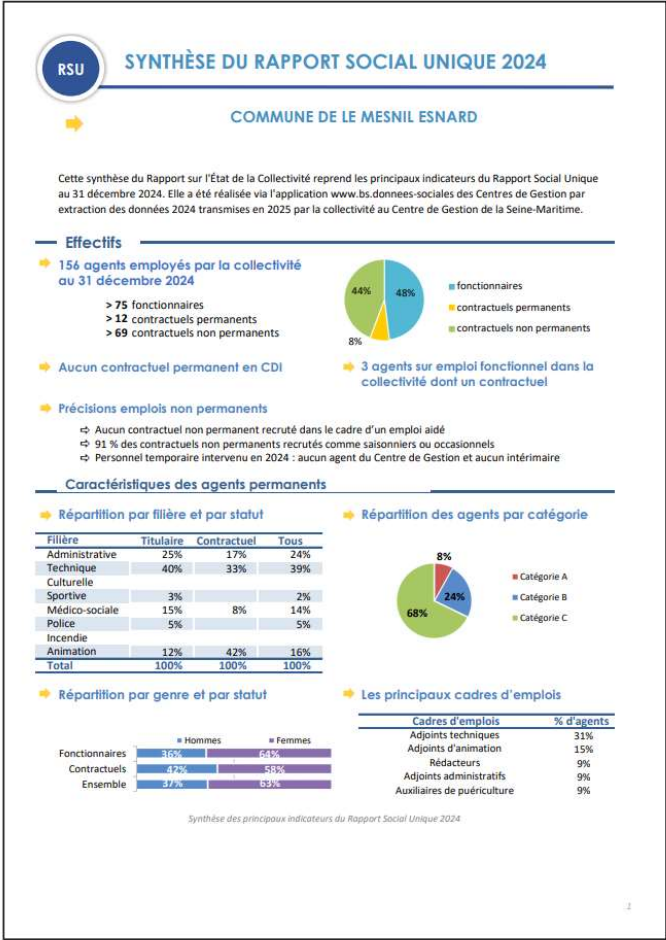 RSU
SYNTHÈSE DU RAPPORT SOCIAL UNIQUE 2024
COMMUNE DE LE MESNIL ESNARD
Cette synthèse du Rapport sur l'État de la Collectivité reprend les principaux indicateurs du Rapport Social Unique
au 31 décembre 2024. Elle a été réalisée via l'application www.bs.donnees-sociales des Centres de Gestion par
extraction des données 2024 transmises en 2025 par la collectivité au Centre de Gestion de la Seine-Maritime.
Effectifs
156 agents employés par la collectivité
au 31 décembre 2024
> 75 fonctionnaires
> 12 contractuels permanents
> 69 contractuels non permanents
44%
48%
8%
fonctionnaires
contractuels permanents
contractuels non permanents
Aucun contractuel permanent en CDI
3 agents sur emploi fonctionnel dans la
collectivité dont un contractuel
Précisions emplois non permanents
⇨ Aucun contractuel non permanent recruté dans le cadre d'un emploi aidé
⇨ 91 % des contractuels non permanents recrutés comme saisonniers ou occasionnels
⇨ Personnel temporaire intervenu en 2024 : aucun agent du Centre de Gestion et aucun intérimaire
Caractéristiques des agents permanents
Répartition par filière et par statut
Filière Titulaire Contractuel Tous
Administrative 25% 17% 24%
Technique 40% 33% 39%
Culturelle
Sportive 3% 2%
Médico-sociale 15% 8% 14%
Police 5% 5%
Incendie
Animation 12% 42% 16%
Total 100% 100% 100%
Répartition des agents par catégorie
8%
24%
68%
Catégorie A
Catégorie B
Catégorie C
Répartition par genre et par statut
Hommes Femmes
Fonctionnaires 36% 64%
Contractuels 42% 58%
Ensemble 37% 63%
Les principaux cadres d'emplois
Cadres d'emplois % d'agents
Adjoints techniques 31%
Adjoints d'animation 15%
Rédacteurs 9%
Adjoints administratifs 9%
Auxiliaires de puériculture 9%
Synthèse des principaux indicateurs du Rapport Social Unique 2024
1